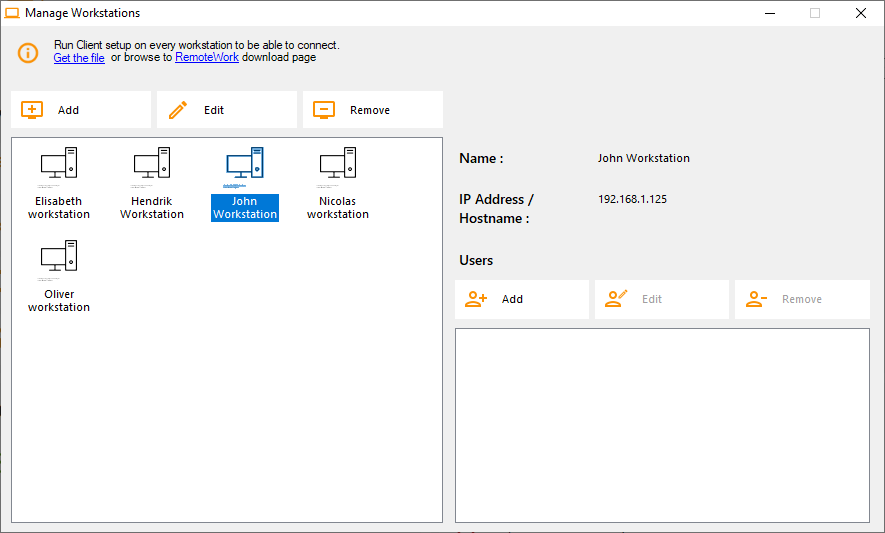 Manage Workstations
Run Client setup on every workstation to be able to connect.
Get the file or browse to RemoteWork download page
Add
Edit
Remove
Elisabeth
workstation
Hendrik
Workstation
John
Workstation
Nicolas
workstation
Oliver
workstation
Name :
John Workstation
IP Address /
Hostname :
192.168.1.125
Users
Add
Edit
Remove